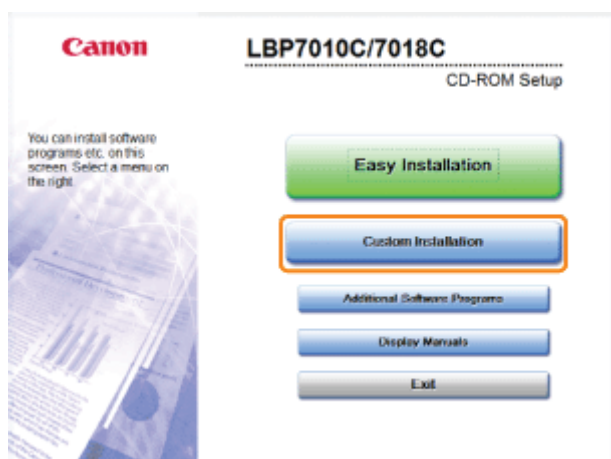 Canon
LBP7010C/7018C
CD-ROM Setup
You can install software
programs etc. on this
screen. Select a menu on
the right.
Easy Installation
Custom Installation
Additional Software Programs
Display Manuals
Exit